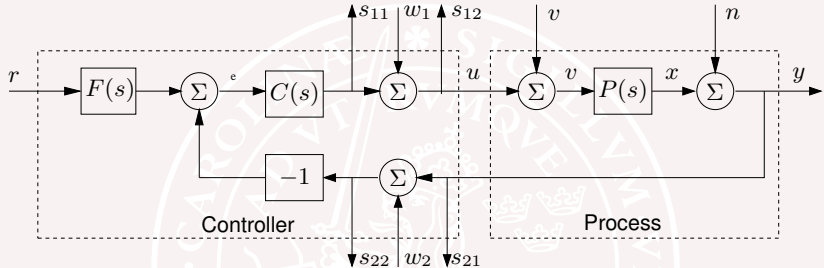 s₁₁ w₁ s₁₂ v n
r F(s) Σ e C(s) Σ u Σ v P(s) x Σ y
−1 Σ
Controller Process
s₂₂ w₂ s₂₁